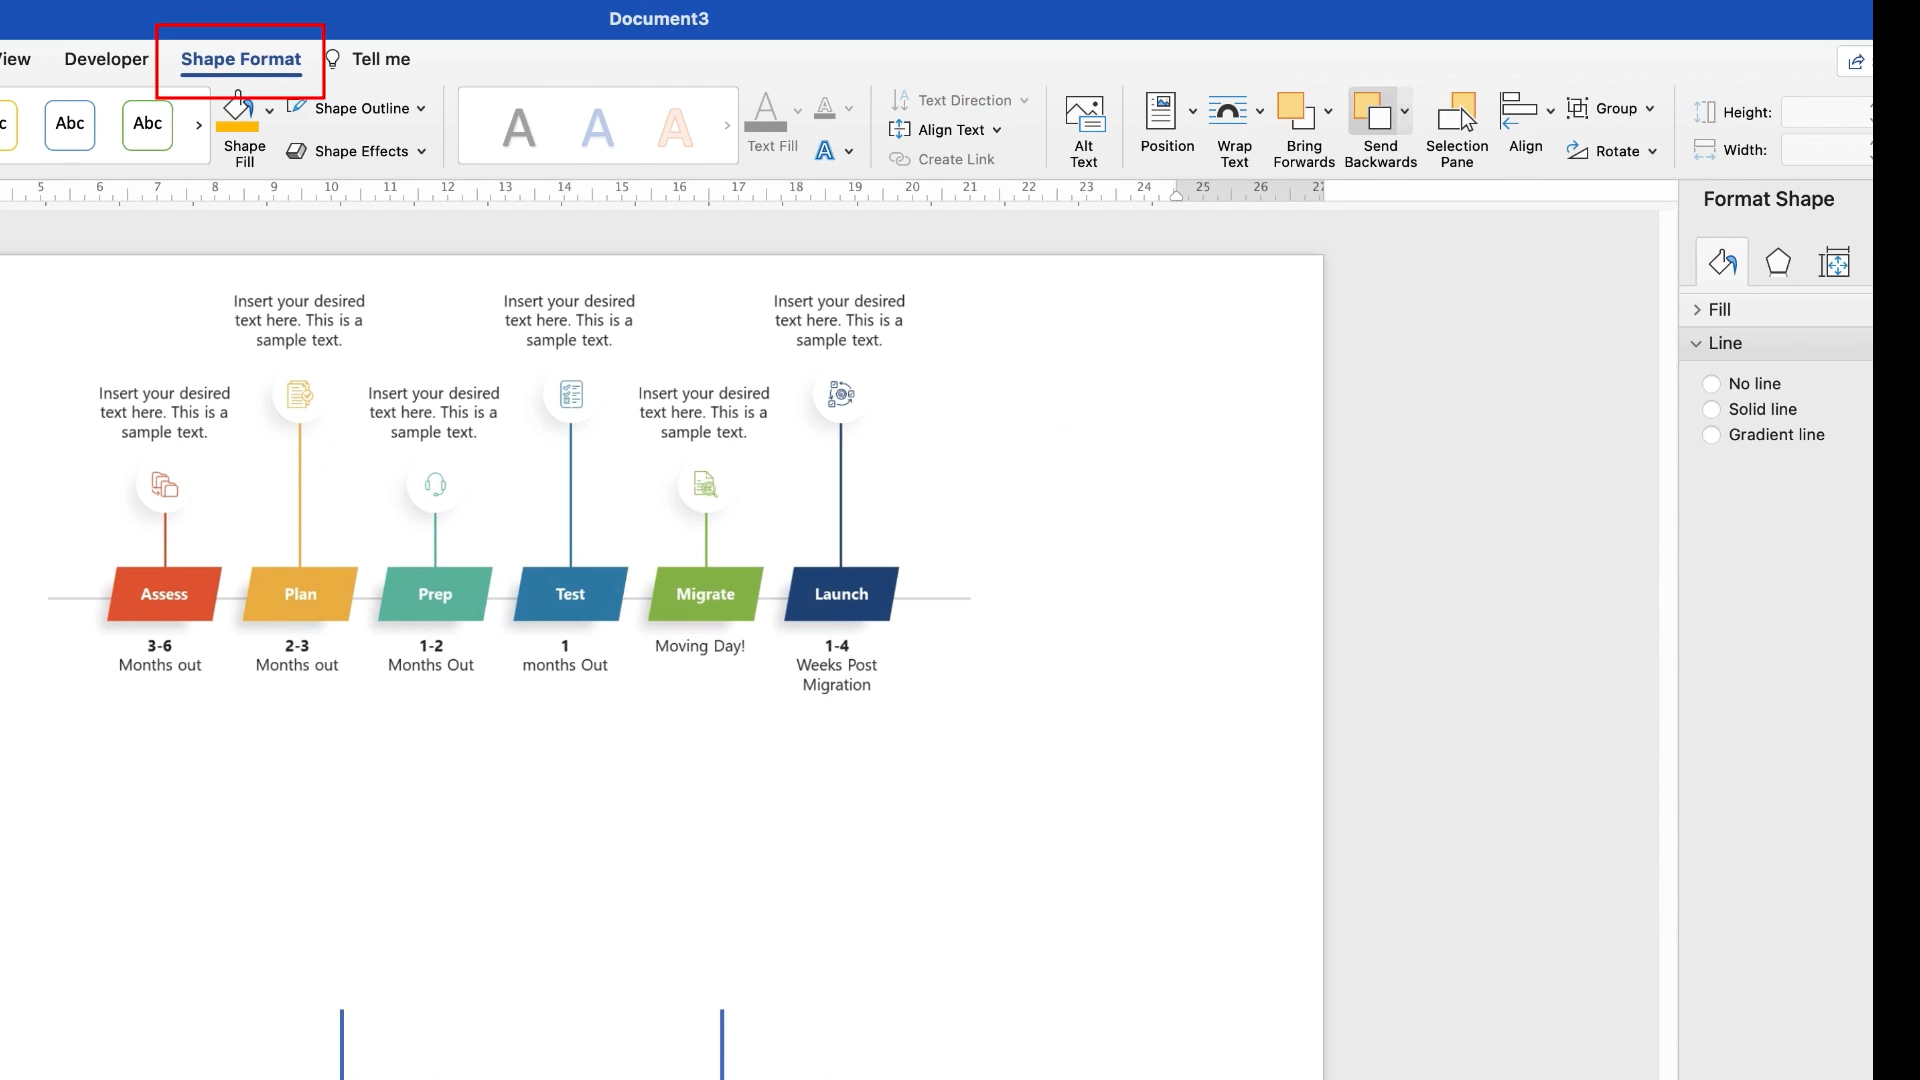 Document3
Developer
Shape Format
Tell me
Abc
Abc
Shape
Fill
Shape Outline
Shape Effects
A A A
A
Text Fill
A
A
Text Direction
Align Text
Create Link
Alt
Text
Position
Wrap
Text
Bring
Forwards
Send
Backwards
Selection
Pane
Align
Group
Rotate
Height:
Width:
5 6 7 8 9 10 11 12 13 14 15 16 17 18 19 20 21 22 23 24 25 26
Format Shape
Fill
Line
No line
Solid line
Gradient line
Insert your desired
text here. This is a
sample text.
Insert your desired
text here. This is a
sample text.
Insert your desired
text here. This is a
sample text.
Insert your desired
text here. This is a
sample text.
Insert your desired
text here. This is a
sample text.
Insert your desired
text here. This is a
sample text.
Assess
Plan
Prep
Test
Migrate
Launch
3-6
Months out
2-3
Months out
1-2
Months Out
1
months Out
Moving Day!
1-4
Weeks Post
Migration